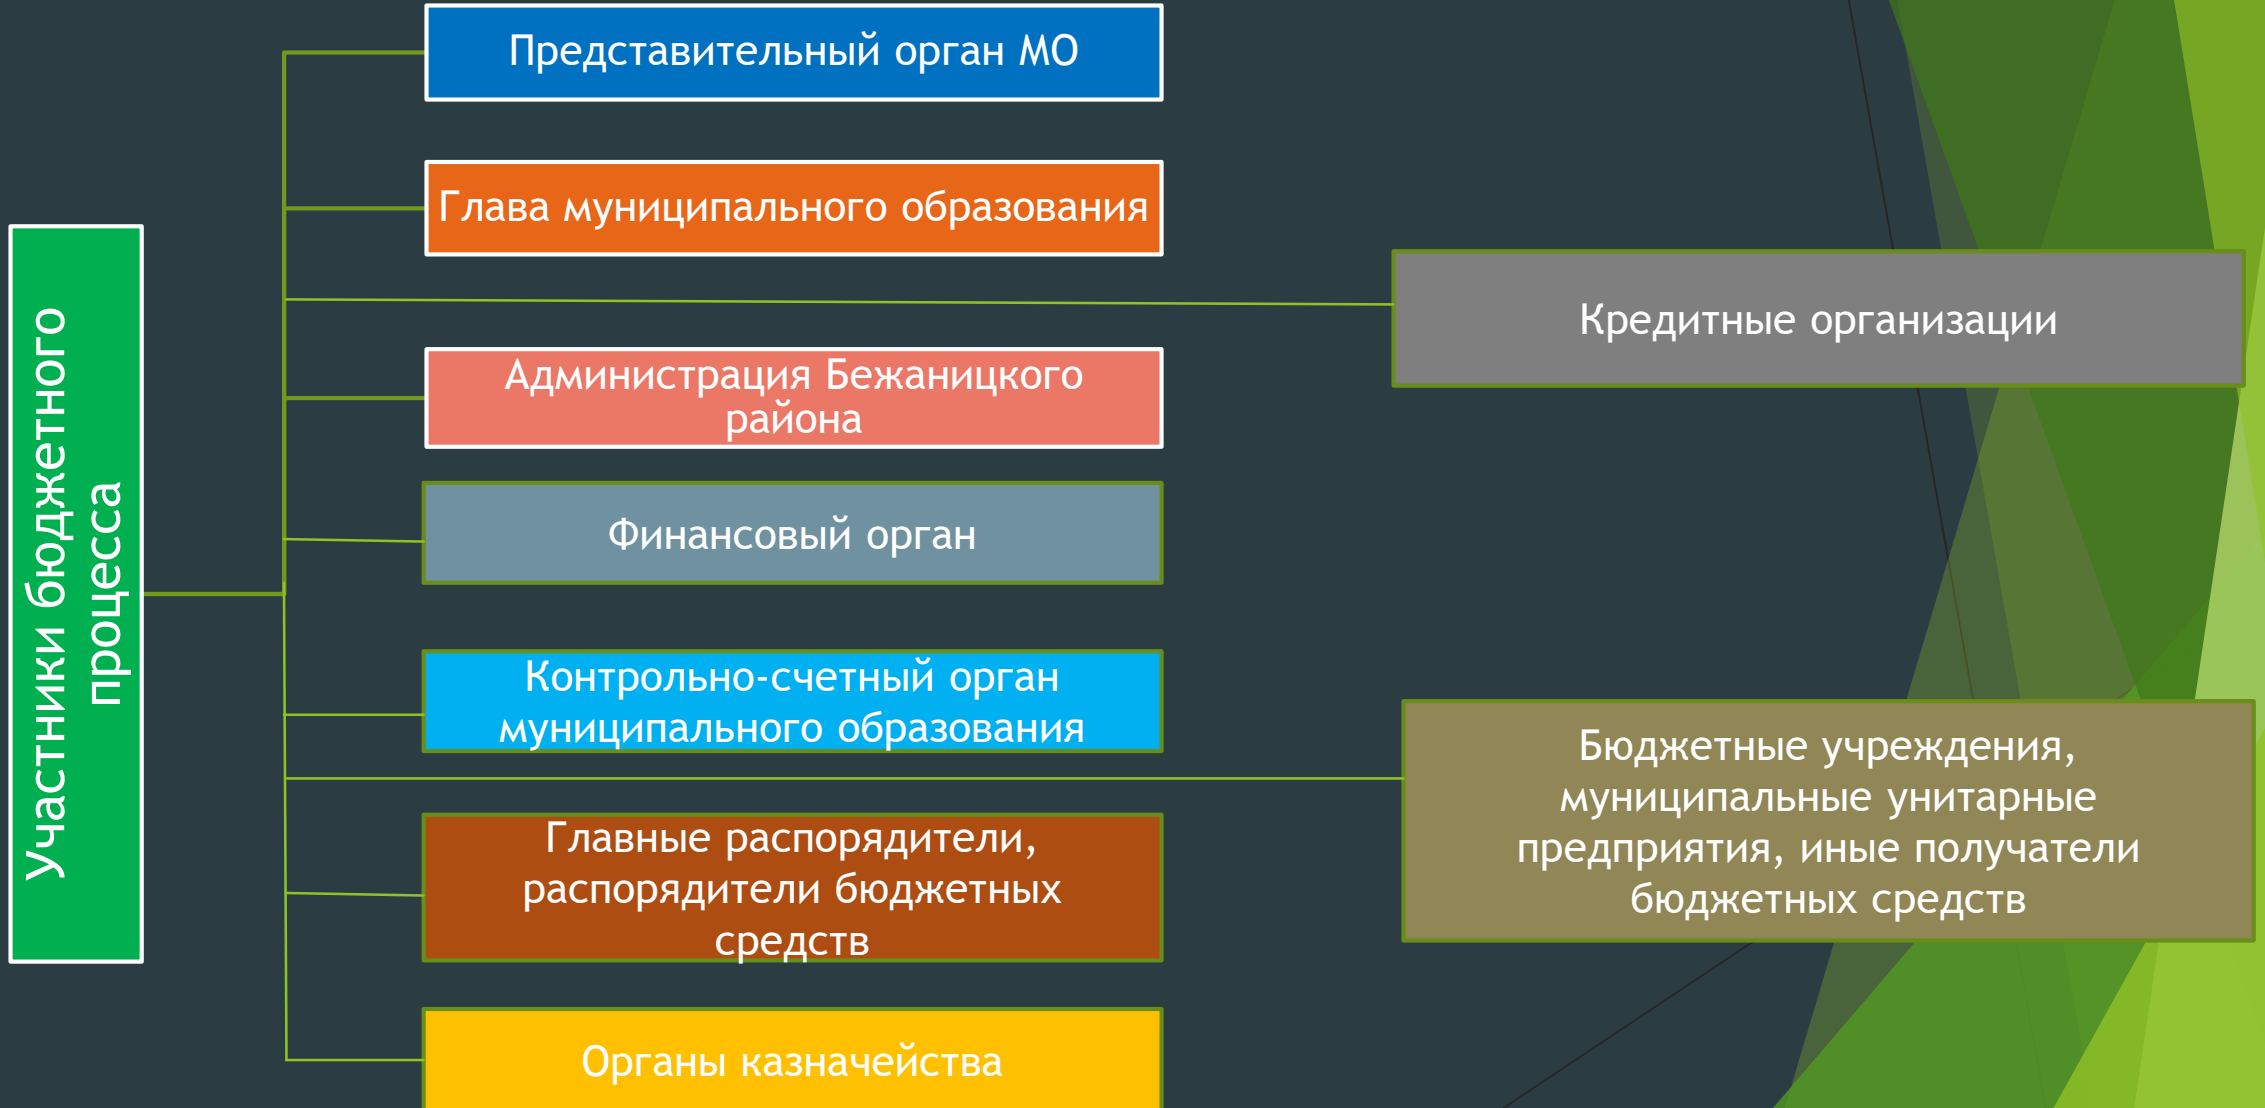 Участники бюджетного
процесса
Представительный орган МО
Глава муниципального образования
Администрация Бежаницкого
района
Финансовый орган
Контрольно-счетный орган
муниципального образования
Главные распорядители,
распорядители бюджетных
средств
Органы казначейства
Кредитные организации
Бюджетные учреждения,
муниципальные унитарные
предприятия, иные получатели
бюджетных средств